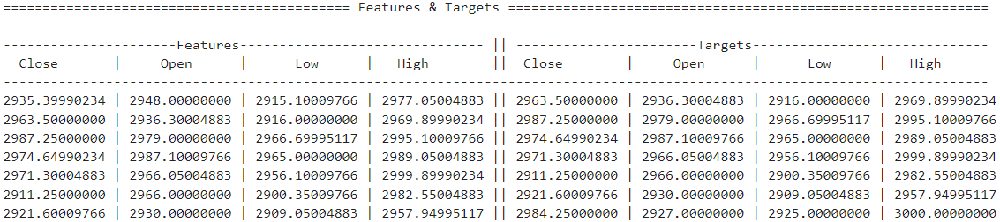 ============================================ Features & Targets =============================================================
----------------------Features------------------------------- || -----------------------Targets------------------------------
Close | Open | Low | High || Close | Open | Low | High
-----------------------------------------------------------------------------------------------------------------------------
2935.39990234 | 2948.00000000 | 2915.10009766 | 2977.05004883 || 2963.50000000 | 2936.30004883 | 2916.00000000 | 2969.89990234
2963.50000000 | 2936.30004883 | 2916.00000000 | 2969.89990234 || 2987.25000000 | 2979.00000000 | 2966.69995117 | 2995.10009766
2987.25000000 | 2979.00000000 | 2966.69995117 | 2995.10009766 || 2974.64990234 | 2987.10009766 | 2965.00000000 | 2989.05004883
2974.64990234 | 2987.10009766 | 2965.00000000 | 2989.05004883 || 2971.30004883 | 2966.05004883 | 2956.10009766 | 2999.89990234
2971.30004883 | 2966.05004883 | 2956.10009766 | 2999.89990234 || 2911.25000000 | 2966.00000000 | 2900.35009766 | 2982.55004883
2911.25000000 | 2966.00000000 | 2900.35009766 | 2982.55004883 || 2921.60009766 | 2930.00000000 | 2909.05004883 | 2957.94995117
2921.60009766 | 2930.00000000 | 2909.05004883 | 2957.94995117 || 2984.25000000 | 2927.00000000 | 2925.00000000 | 3000.00000000